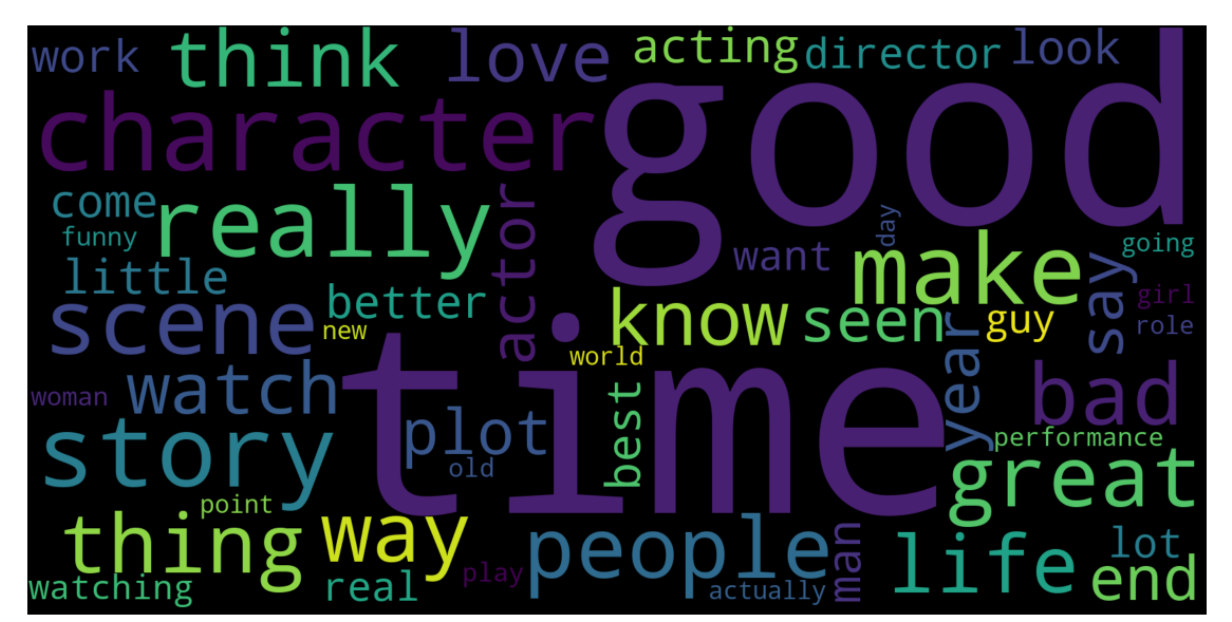 work
think
love
acting
director
look
good
character
come
really
actor
day
want
going
funny
little
make
say
scene
better
know
seen
guy
girl
role
new
world
year
time
woman
watch
plot
best
bad
performance
story
old
great
point
thing
way
people
man
life
lot
watching
real
play
actually
end